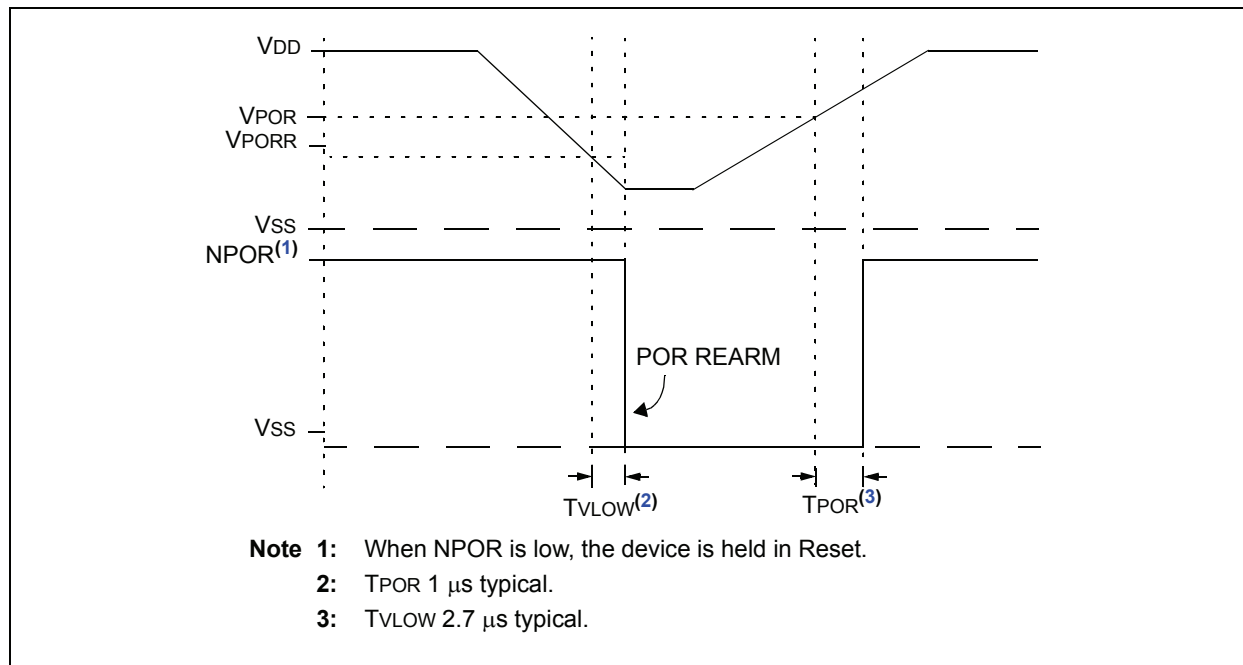 VDD
VPOR
VPORR
VSS
NPOR(1)
POR REARM
VSS
TVLOW(2)
TPOR(3)
Note 1: When NPOR is low, the device is held in Reset.
2: TPOR 1 μs typical.
3: TVLOW 2.7 μs typical.